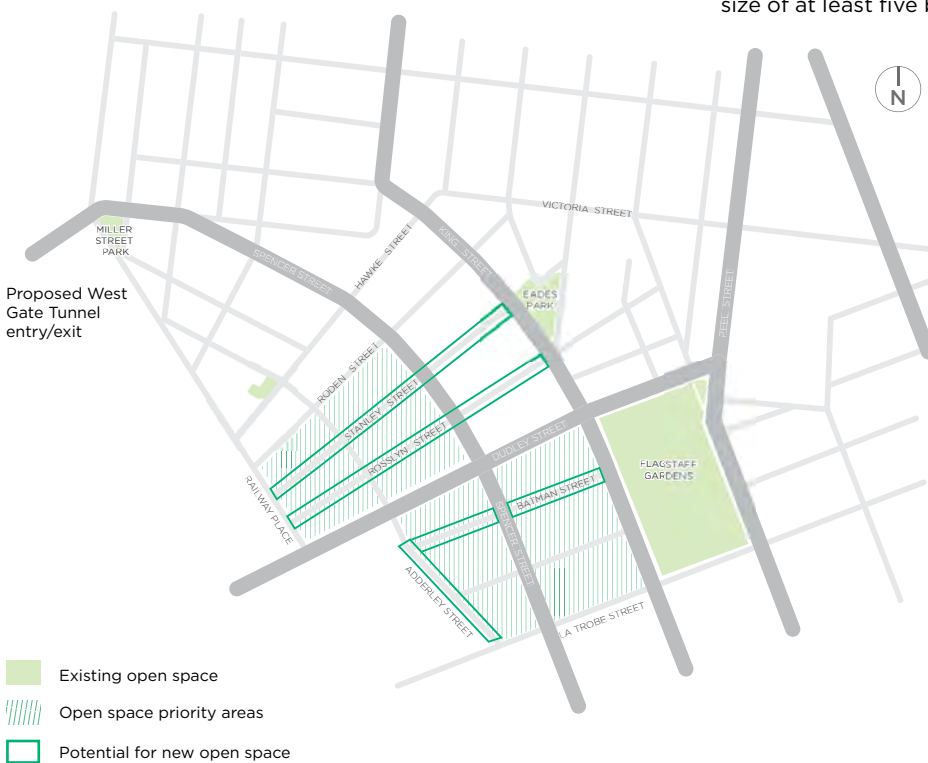 size of at least five b
N
VICTORIA STREET
MILLER
STREET
PARK
HAWKE STREET
KING STREET
SPENCER STREET
PEEL STREET
Proposed West
Gate Tunnel
entry/exit
EADES
PARK
RODEN STREET
STANLEY STREET
ROSSLYN STREET
DUDLEY STREET
FLAGSTAFF
GARDENS
RAILWAY PLACE
BATMAN STREET
SPENCER STREET
ADDERLEY STREET
LA TROBE STREET
Existing open space
Open space priority areas
Potential for new open space